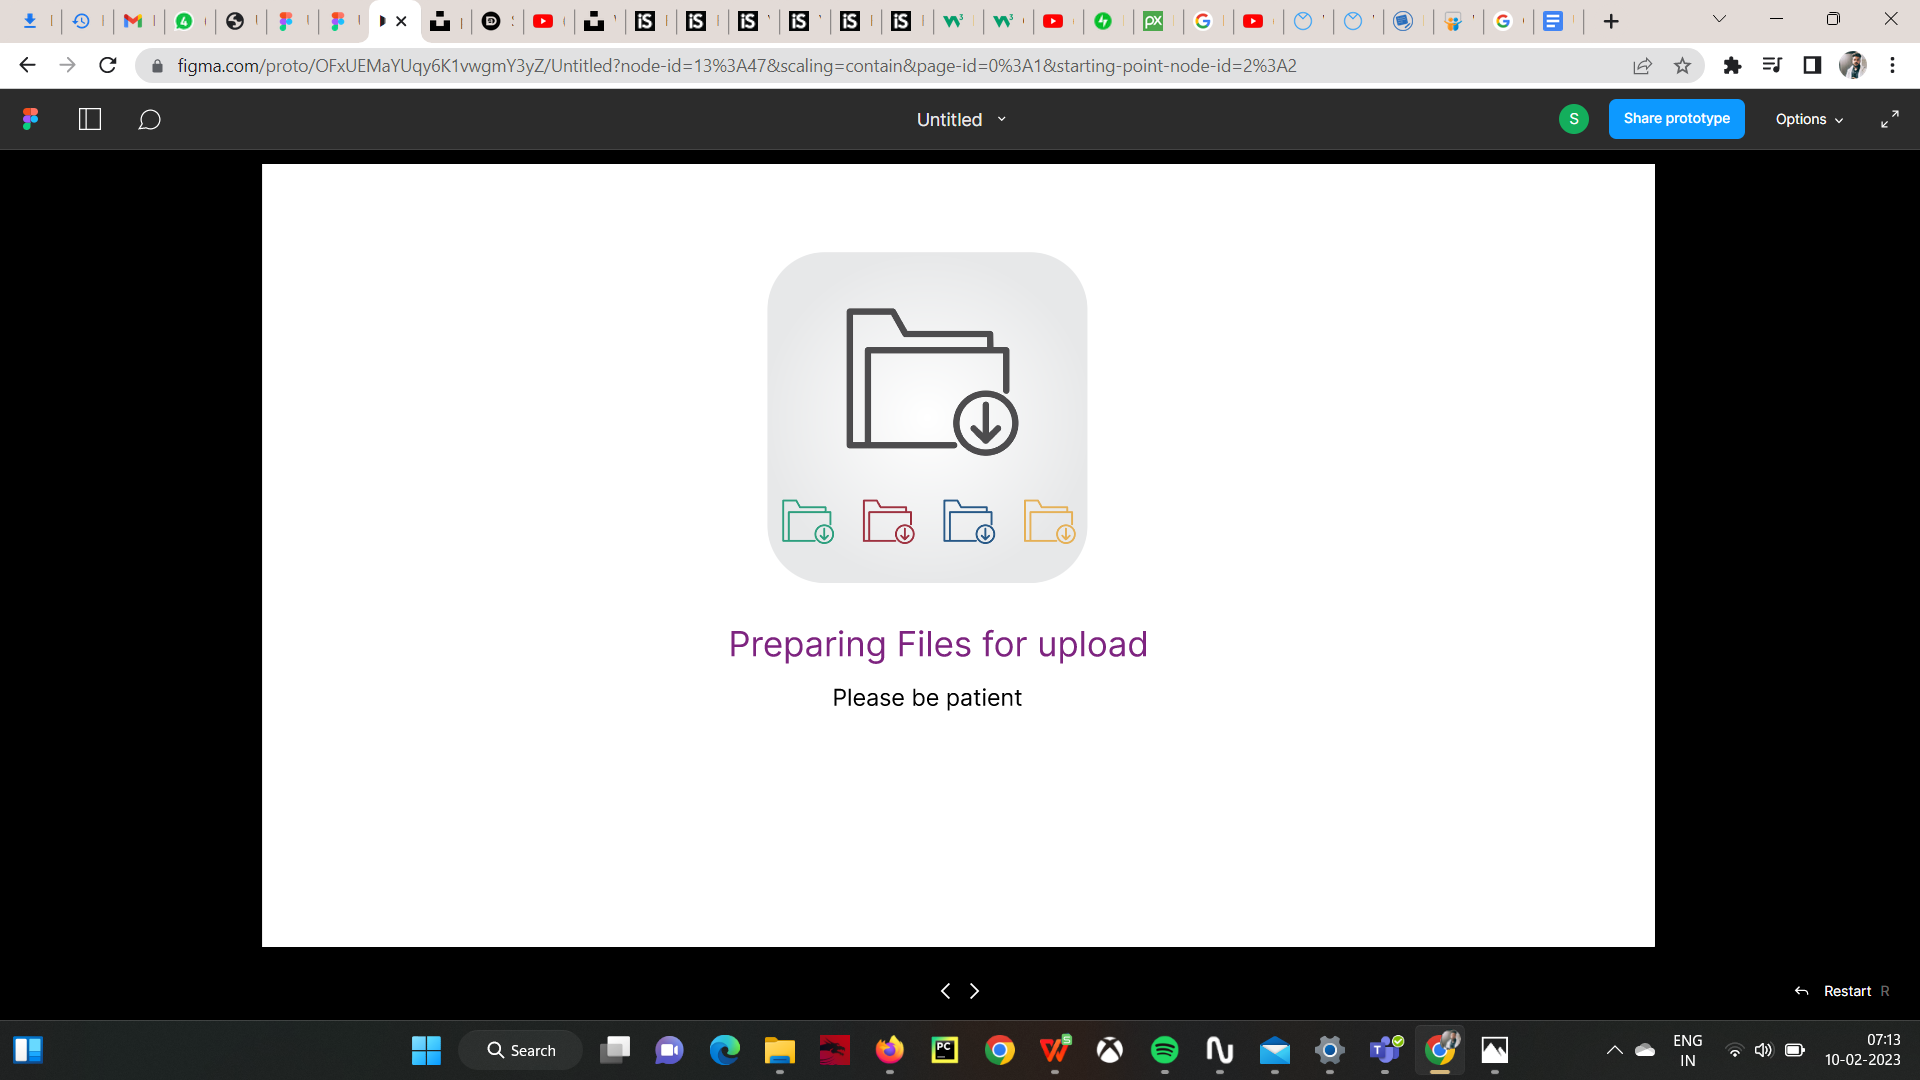 figma.com/proto/OFxUEMaYUqy6K1vwgmY3yZ/Untitled?node-id=13%3A47&scaling=contain&page-id=0%3A1&starting-point-node-id=2%3A2
Untitled
S
Share prototype
Options
Preparing Files for upload
Please be patient
Restart R
Search
ENG
IN
07:13
10-02-2023